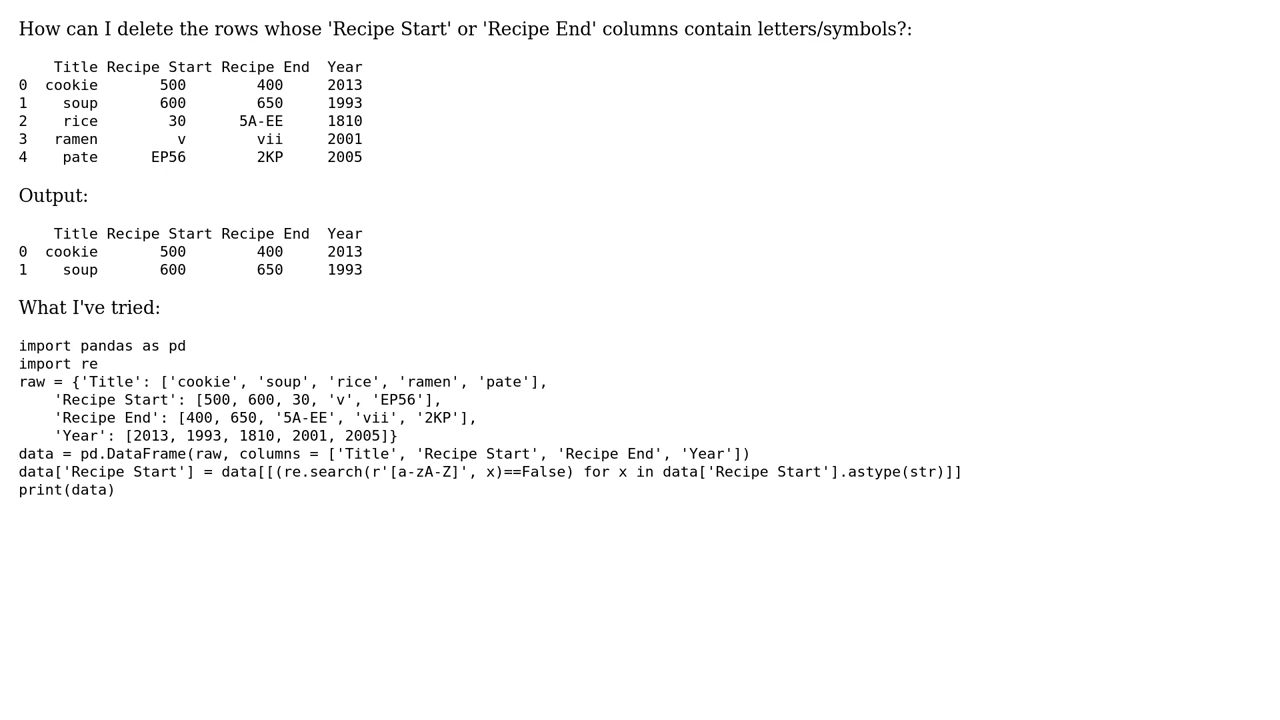 How can I delete the rows whose 'Recipe Start' or 'Recipe End' columns contain letters/symbols?:
    Title Recipe Start Recipe End  Year
0  cookie          500        400     2013
1    soup          600        650     1993
2    rice           30      5A-EE     1810
3   ramen            v        vii     2001
4    pate         EP56        2KP     2005
Output:
    Title Recipe Start Recipe End  Year
0  cookie          500        400     2013
1    soup          600        650     1993
What I've tried:
import pandas as pd
import re
raw = {'Title': ['cookie', 'soup', 'rice', 'ramen', 'pate'],
    'Recipe Start': [500, 600, 30, 'v', 'EP56'],
    'Recipe End': [400, 650, '5A-EE', 'vii', '2KP'],
    'Year': [2013, 1993, 1810, 2001, 2005]}
data = pd.DataFrame(raw, columns = ['Title', 'Recipe Start', 'Recipe End', 'Year'])
data['Recipe Start'] = data[[(re.search(r'[a-zA-Z]', x)==False) for x in data['Recipe Start'].astype(str)]]
print(data)